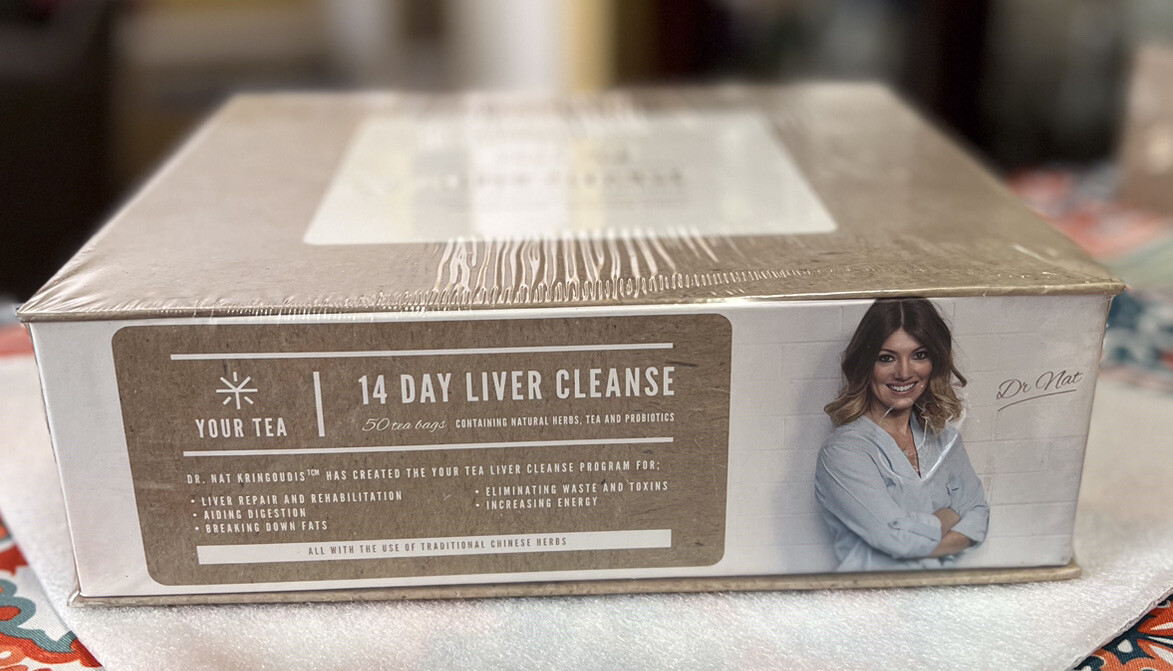 14 DAY LIVER CLEANSE
YOUR TEA
50 tea bags CONTAINING NATURAL HERBS, TEA AND PROBIOTICS
DR. NAT KRINGOUDIS™ HAS CREATED THE YOUR TEA LIVER CLEANSE PROGRAM FOR;
• LIVER REPAIR AND REHABILITATION
• AIDING DIGESTION
• BREAKING DOWN FATS
• ELIMINATING WASTE AND TOXINS
• INCREASING ENERGY
ALL WITH THE USE OF TRADITIONAL CHINESE HERBS
Dr Nat